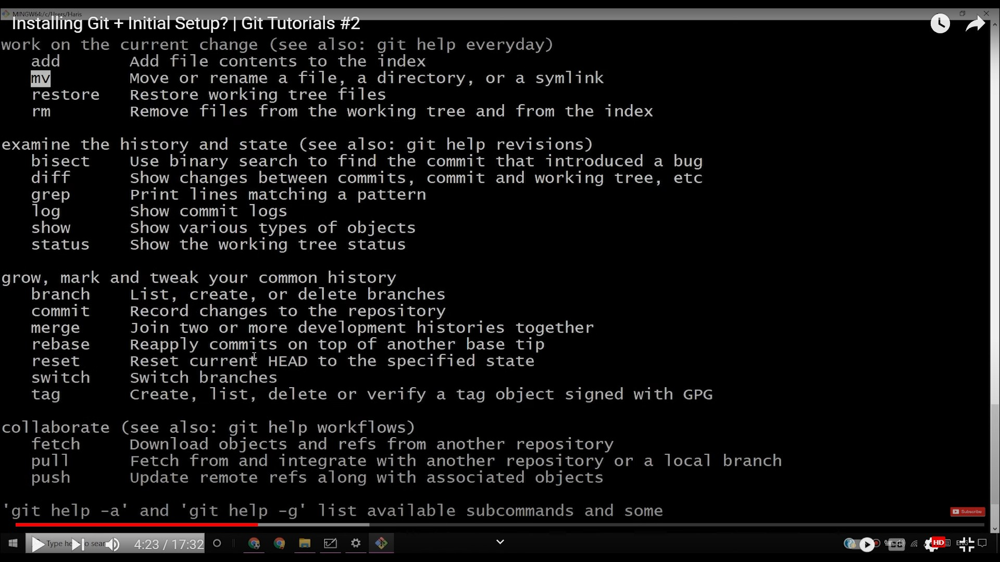 MINGW64:/c/Users/Haris
Installing Git + Initial Setup? | Git Tutorials #2
work on the current change (see also: git help everyday)
add Add file contents to the index
mv Move or rename a file, a directory, or a symlink
restore Restore working tree files
rm Remove files from the working tree and from the index
examine the history and state (see also: git help revisions)
bisect Use binary search to find the commit that introduced a bug
diff Show changes between commits, commit and working tree, etc
grep Print lines matching a pattern
log Show commit logs
show Show various types of objects
status Show the working tree status
grow, mark and tweak your common history
branch List, create, or delete branches
commit Record changes to the repository
merge Join two or more development histories together
rebase Reapply commits on top of another base tip
reset Reset current HEAD to the specified state
switch Switch branches
tag Create, list, delete or verify a tag object signed with GPG
collaborate (see also: git help workflows)
fetch Download objects and refs from another repository
pull Fetch from and integrate with another repository or a local branch
push Update remote refs along with associated objects
'git help -a' and 'git help -g' list available subcommands and some
Subscribe
Type 4:23 / 17:32 HD